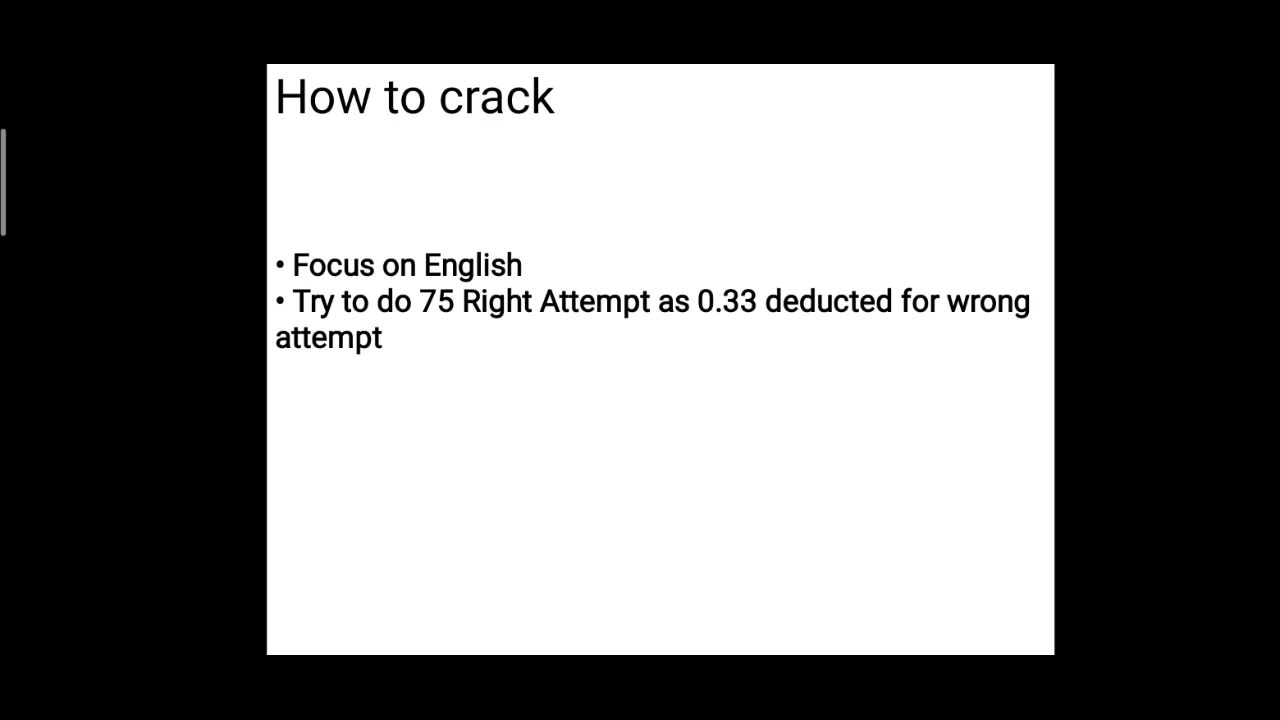 How to crack
• Focus on English
• Try to do 75 Right Attempt as 0.33 deducted for wrong
attempt